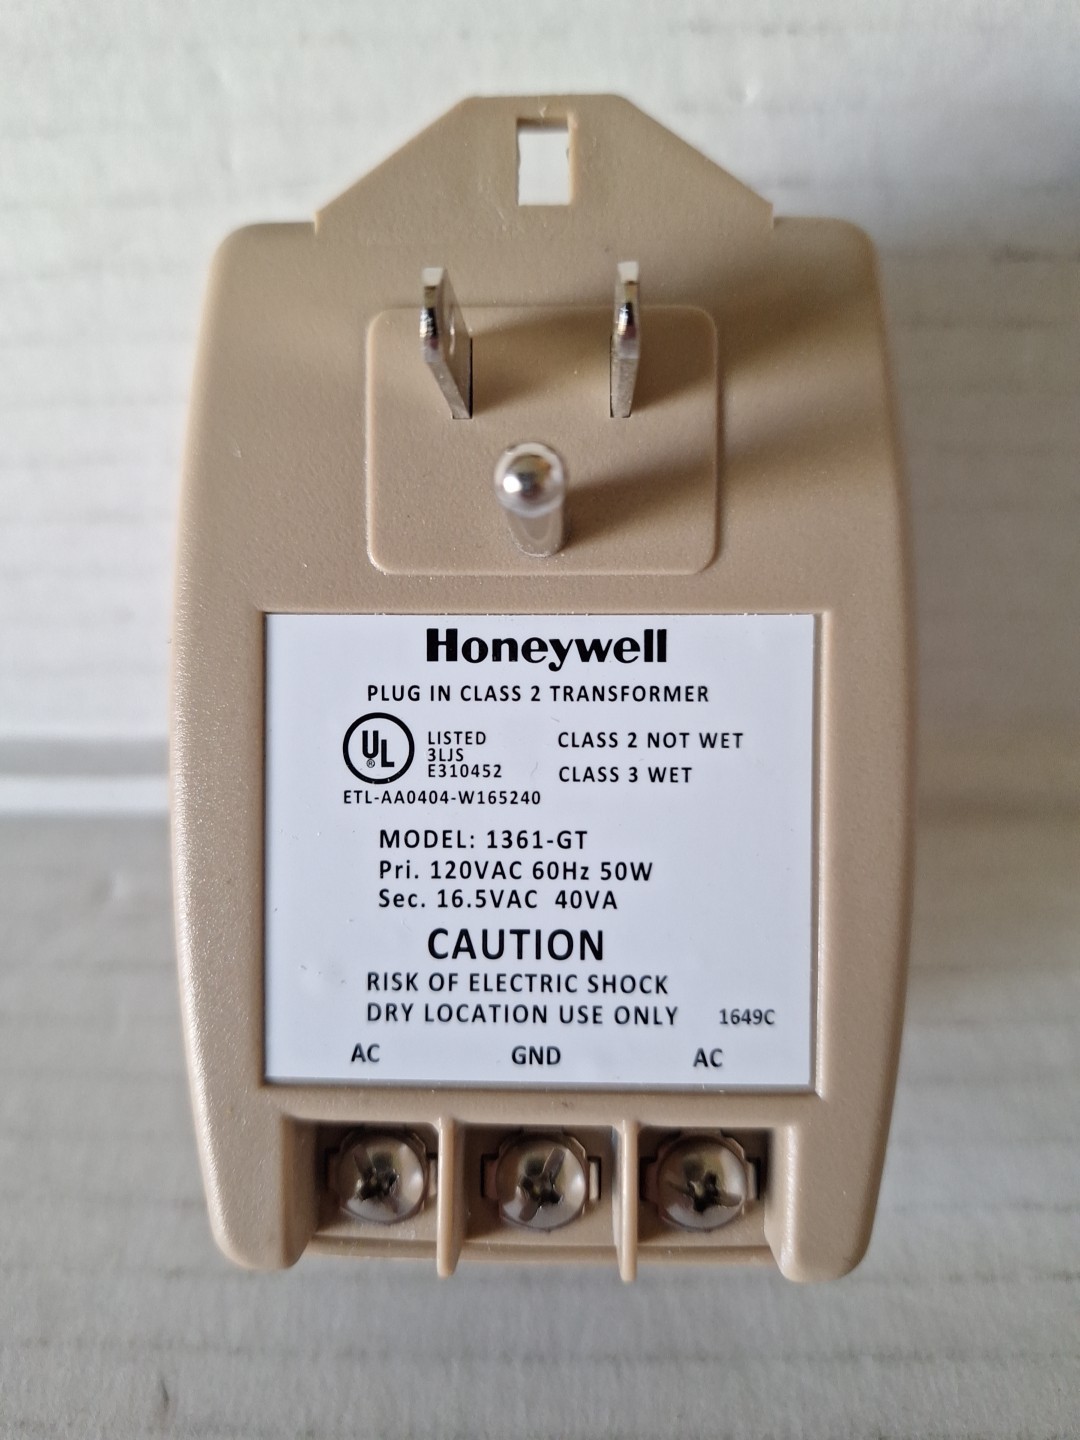 Honeywell
PLUG IN CLASS 2 TRANSFORMER
UL ® LISTED
3LJS
E310452
CLASS 2 NOT WET
CLASS 3 WET
ETL-AA0404-W165240
MODEL: 1361-GT
Pri. 120VAC 60Hz 50W
Sec. 16.5VAC 40VA
CAUTION
RISK OF ELECTRIC SHOCK
DRY LOCATION USE ONLY 1649C
AC GND AC